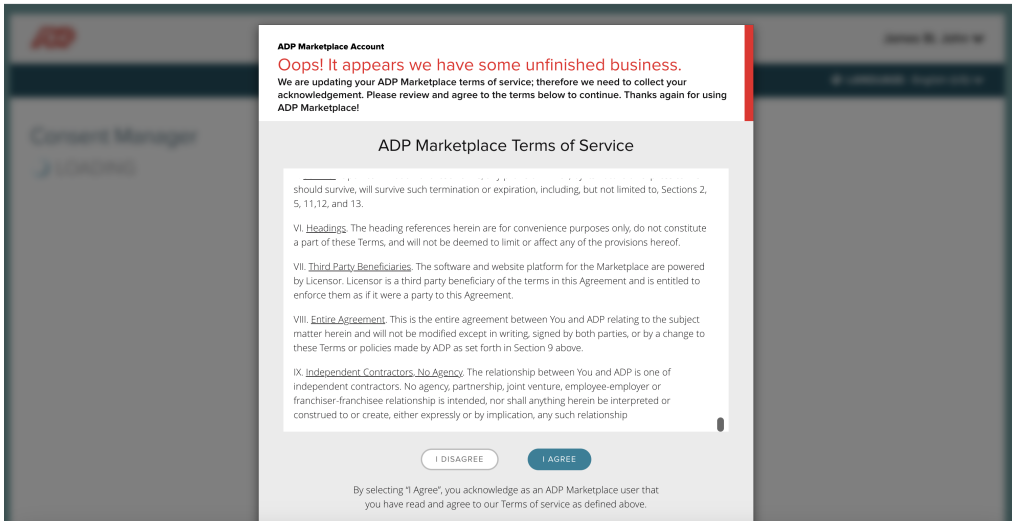 ADP
LANGUAGE
Consent Manager
LOADING
ADP Marketplace Account
Oops! It appears we have some unfinished business.
We are updating your ADP Marketplace terms of service; therefore we need to collect your
acknowledgement. Please review and agree to the terms below to continue. Thanks again for using
ADP Marketplace!
ADP Marketplace Terms of Service
should survive, will survive such termination or expiration, including, but not limited to, Sections 2,
5, 11,12, and 13.
VI. Headings. The heading references herein are for convenience purposes only, do not constitute
a part of these Terms, and will not be deemed to limit or affect any of the provisions hereof.
VII. Third Party Beneficiaries. The software and website platform for the Marketplace are powered
by Licensor. Licensor is a third party beneficiary of the terms in this Agreement and is entitled to
enforce them as if it were a party to this Agreement.
VIII. Entire Agreement. This is the entire agreement between You and ADP relating to the subject
matter herein and will not be modified except in writing, signed by both parties, or by a change to
these Terms or policies made by ADP as set forth in Section 9 above.
IX. Independent Contractors, No Agency. The relationship between You and ADP is one of
independent contractors. No agency, partnership, joint venture, employee-employer or
franchiser-franchisee relationship is intended, nor shall anything herein be interpreted or
construed to or create, either expressly or by implication, any such relationship
I DISAGREE
I AGREE
By selecting “I Agree”, you acknowledge as an ADP Marketplace user that
you have read and agree to our Terms of service as defined above.